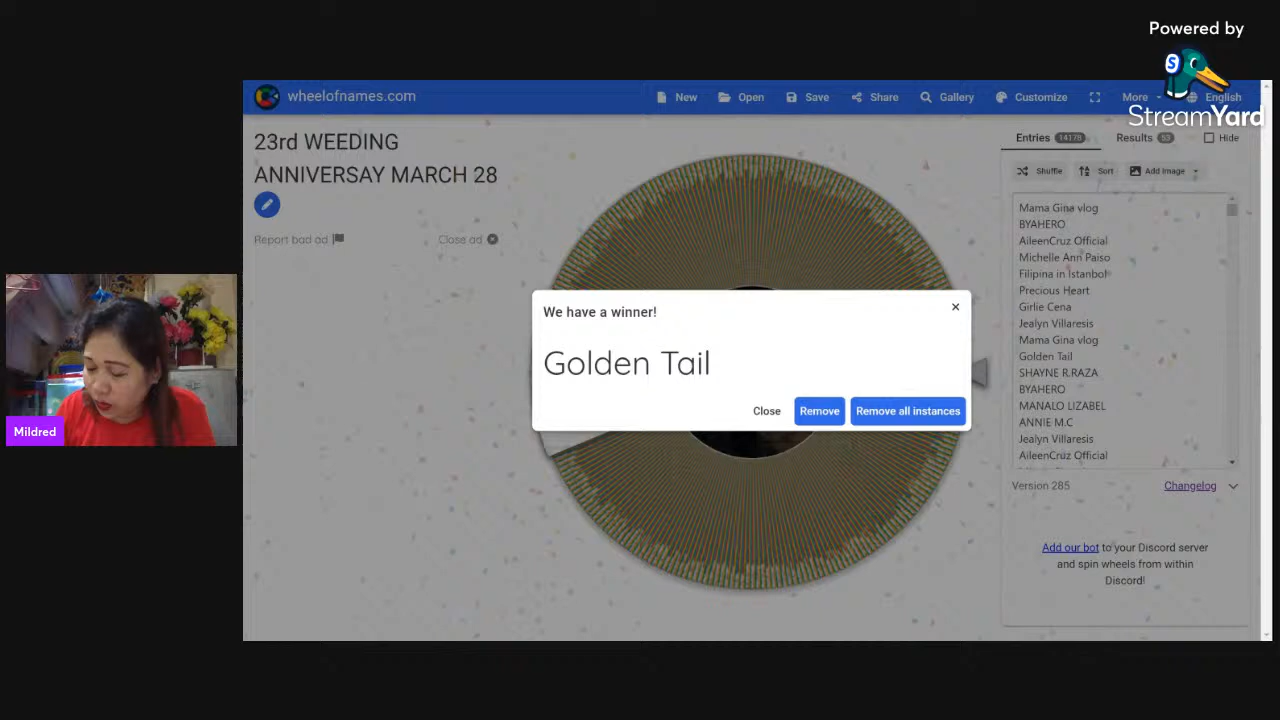 Powered by
StreamYard
wheelofnames.com
New
Open
Save
Share
Gallery
Customize
More
English
23rd WEEDING
ANNIVERSAY MARCH 28
Report bad ad
Close ad
Entries 14178
Results 53
Hide
Shuffle
Sort
Add Image
Mama Gina vlog
BYAHERO
AileenCruz Official
Michelle Ann Paiso
Filipina in Istanbol
Precious Heart
Girlie Cena
Jealyn Villaresis
Mama Gina vlog
Golden Tail
SHAYNE R.RAZA
BYAHERO
MANALO LIZABEL
ANNIE M.C
Jealyn Villaresis
AileenCruz Official
We have a winner!
Golden Tail
Close
Remove
Remove all instances
Mildred
Version 285
Changelog
Add our bot to your Discord server
and spin wheels from within
Discord!